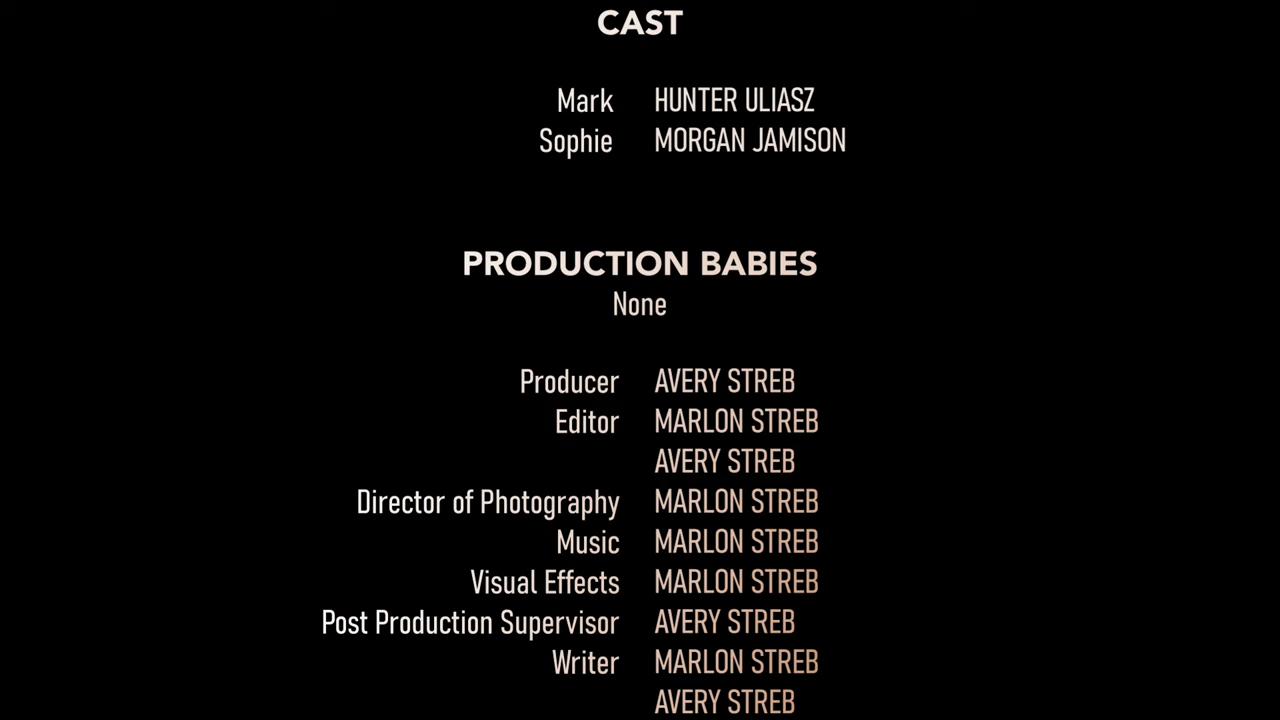 CAST
Mark HUNTER ULIASZ
Sophie MORGAN JAMISON
PRODUCTION BABIES
None
Producer AVERY STREB
Editor MARLON STREB
AVERY STREB
Director of Photography MARLON STREB
Music MARLON STREB
Visual Effects MARLON STREB
Post Production Supervisor AVERY STREB
Writer MARLON STREB
AVERY STREB